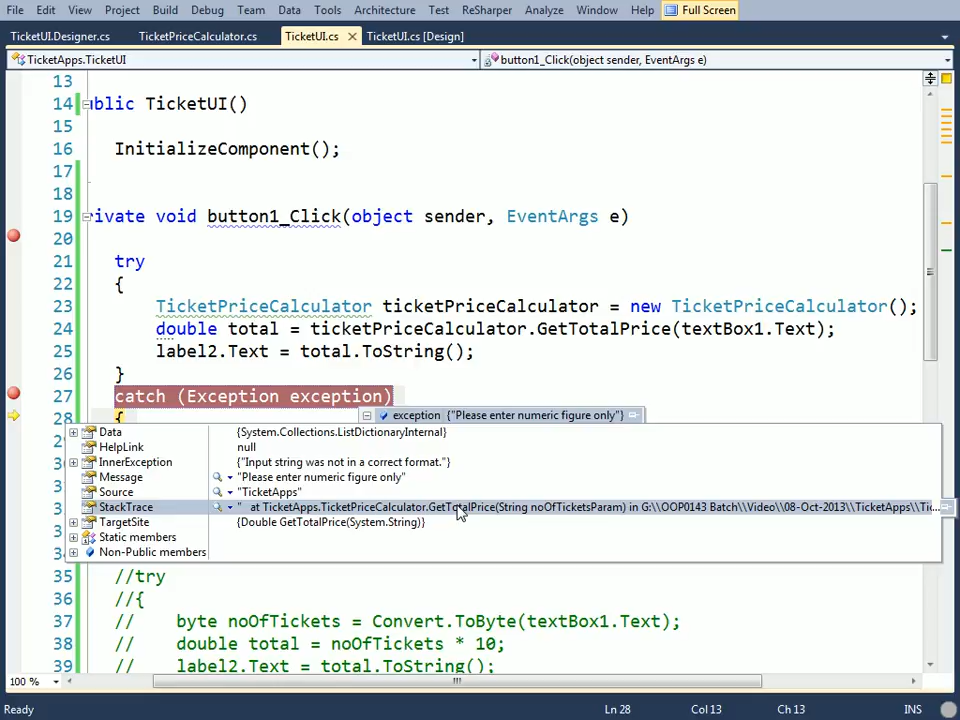 File Edit View Project Build Debug Team Data Tools Architecture Test ReSharper Analyze Window Help Full Screen
TicketUI.Designer.cs TicketPriceCalculator.cs TicketUI.cs TicketUI.cs [Design]
TicketApps.TicketUI button1_Click(object sender, EventArgs e)
13
14 ublic TicketUI()
15
16 InitializeComponent();
17
18
19 rivate void button1_Click(object sender, EventArgs e)
20
21 try
22 {
23 TicketPriceCalculator ticketPriceCalculator = new TicketPriceCalculator();
24 double total = ticketPriceCalculator.GetTotalPrice(textBox1.Text);
25 label2.Text = total.ToString();
26 }
27 catch (Exception exception)
28 {
exception {"Please enter numeric figure only"}
Data {System.Collections.ListDictionaryInternal}
HelpLink null
InnerException {"Input string was not in a correct format."}
Message "Please enter numeric figure only"
Source "TicketApps"
StackTrace " at TicketApps.TicketPriceCalculator.GetTotalPrice(String noOfTicketsParam) in G:\\OOP0143 Batch\\Video\\08-Oct-2013\\TicketApps\\Tic...
TargetSite {Double GetTotalPrice(System.String)}
Static members
Non-Public members
35 //try
36 //{
37 // byte noOfTickets = Convert.ToByte(textBox1.Text);
38 // double total = noOfTickets * 10;
39 // label2.Text = total.ToString();
100 %
Ready Ln 28 Col 13 Ch 13 INS